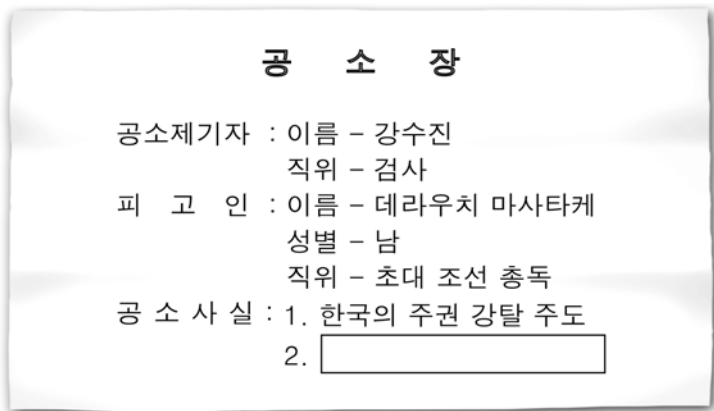 공 소 장
공소제기자 : 이름 – 강수진
직위 – 검사
피 고 인 : 이름 – 데라우치 마사타케
성별 – 남
직위 – 초대 조선 총독
공 소 사 실 : 1. 한국의 주권 강탈 주도
2.